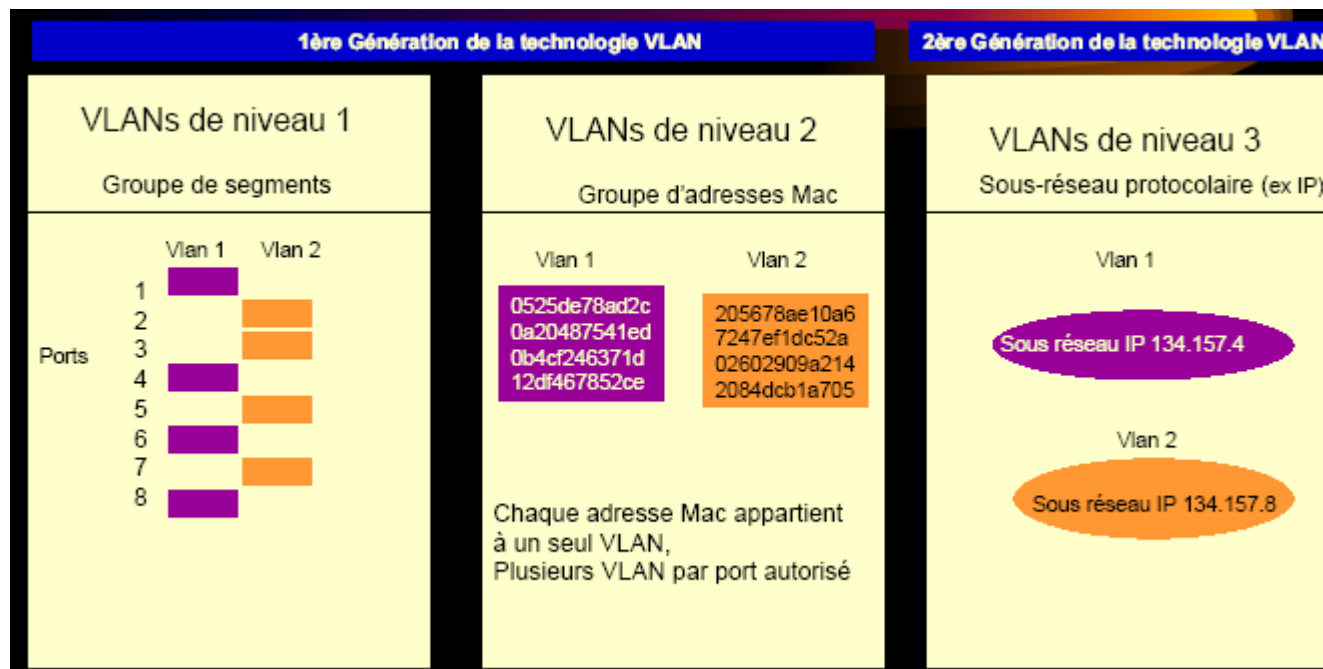 1ère Génération de la technologie VLAN
2ère Génération de la technologie VLAN
VLANs de niveau 1
Groupe de segments
Vlan 1
Vlan 2
Ports
1
2
3
4
5
6
7
8
VLANs de niveau 2
Groupe d'adresses Mac
Vlan 1
Vlan 2
0525de78ad2c
0a20487541ed
0b4cf246371d
12df467852ce
205678ae10a6
7247ef1dc52a
02602909a214
2084dcb1a705
Chaque adresse Mac appartient
à un seul VLAN,
Plusieurs VLAN par port autorisé
VLANs de niveau 3
Sous-réseau protocolaire (ex IP)
Vlan 1
Sous réseau IP 134.157.4
Vlan 2
Sous réseau IP 134.157.8